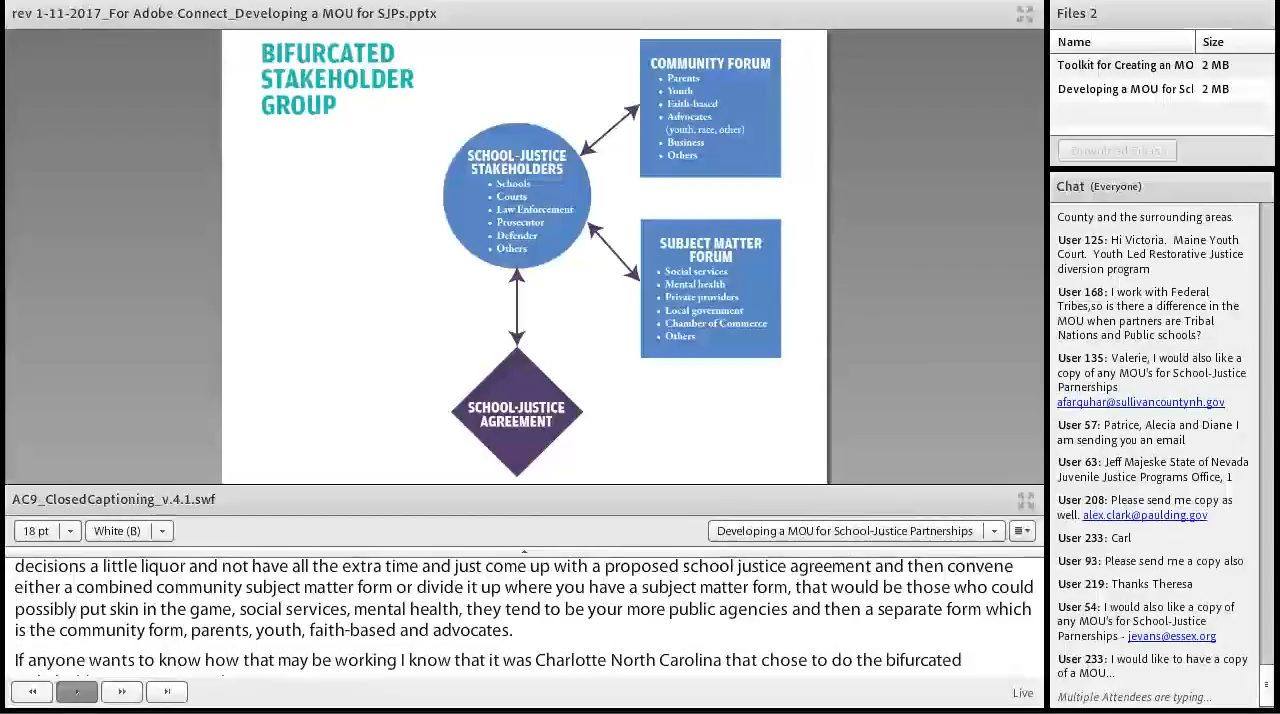 rev 1-11-2017_For Adobe Connect_Developing a MOU for SJPs.pptx
BIFURCATED
STAKEHOLDER
GROUP
COMMUNITY FORUM
• Parents
• Youth
• Faith-based
• Advocates
(youth, race, other)
• Business
• Others
SCHOOL-JUSTICE
STAKEHOLDERS
• Schools
• Courts
• Law Enforcement
• Prosecutor
• Defender
• Others
SUBJECT MATTER
FORUM
• Social services
• Mental health
• Private providers
• Local government
• Chamber of Commerce
• Others
SCHOOL-JUSTICE
AGREEMENT
AC9_ClosedCaptioning_v.4.1.swf
18 pt
White (B)
Developing a MOU for School-Justice Partnerships
decisions a little liquor and not have all the extra time and just come up with a proposed school justice agreement and then convene
either a combined community subject matter form or divide it up where you have a subject matter form, that would be those who could
possibly put skin in the game, social services, mental health, they tend to be your more public agencies and then a separate form which
is the community form, parents, youth, faith-based and advocates.
If anyone wants to know how that may be working I know that it was Charlotte North Carolina that chose to do the bifurcated
Live
Files 2
Name Size
Toolkit for Creating an MO 2 MB
Developing a MOU for Scl 2 MB
Chat (Everyone)
County and the surrounding areas.
User 125: Hi Victoria. Maine Youth
Court. Youth Led Restorative Justice
diversion program
User 168: I work with Federal
Tribes,so is there a difference in the
MOU when partners are Tribal
Nations and Public schools?
User 135: Valerie, I would also like a
copy of any MOU's for School-Justice
Parnerships
afarquhar@sullivancountynh.gov
User 57: Patrice, Alecia and Diane I
am sending you an email
User 63: Jeff Majeske State of Nevada
Juvenile Justice Programs Office, 1
User 208: Please send me copy as
well. alex.clark@paulding.gov
User 233: Carl
User 93: Please send me a copy also
User 219: Thanks Theresa
User 54: I would also like a copy of
any MOU's for School-Justice
Parnerships - jevans@essex.org
User 233: I would like to have a copy
of a MOU...
Multiple Attendees are typing...